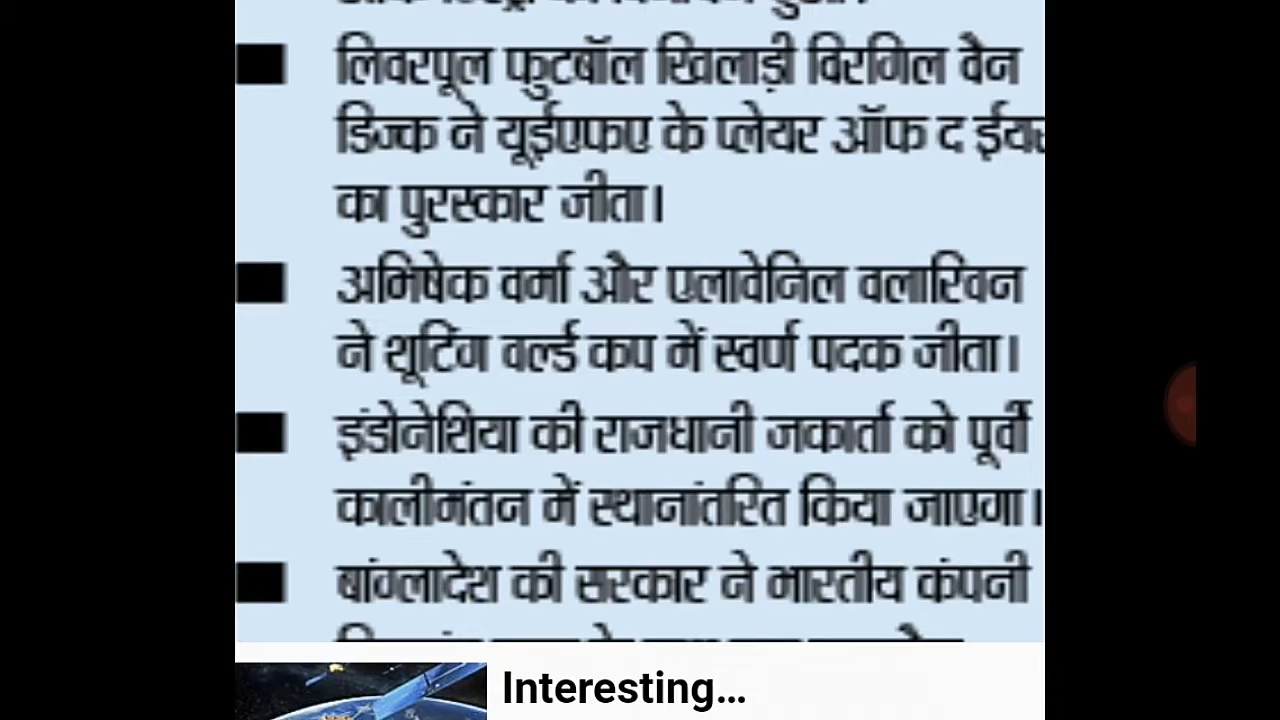 लिवरपूल फुटबॉल खिलाड़ी विरगिल वैन
डिज्क ने यूईएफए के प्लेयर ऑफ द ईयर
का पुरस्कार जीता।
अभिषेक वर्मा और एलावेनिल वलारिवन
ने शूटिंग वर्ल्ड कप में स्वर्ण पदक जीता।
इंडोनेशिया की राजधानी जकार्ता को पूर्वी
कालीमंतन में स्थानांतरित किया जाएगा।
बांग्लादेश की सरकार ने भारतीय कंपनी
Interesting...